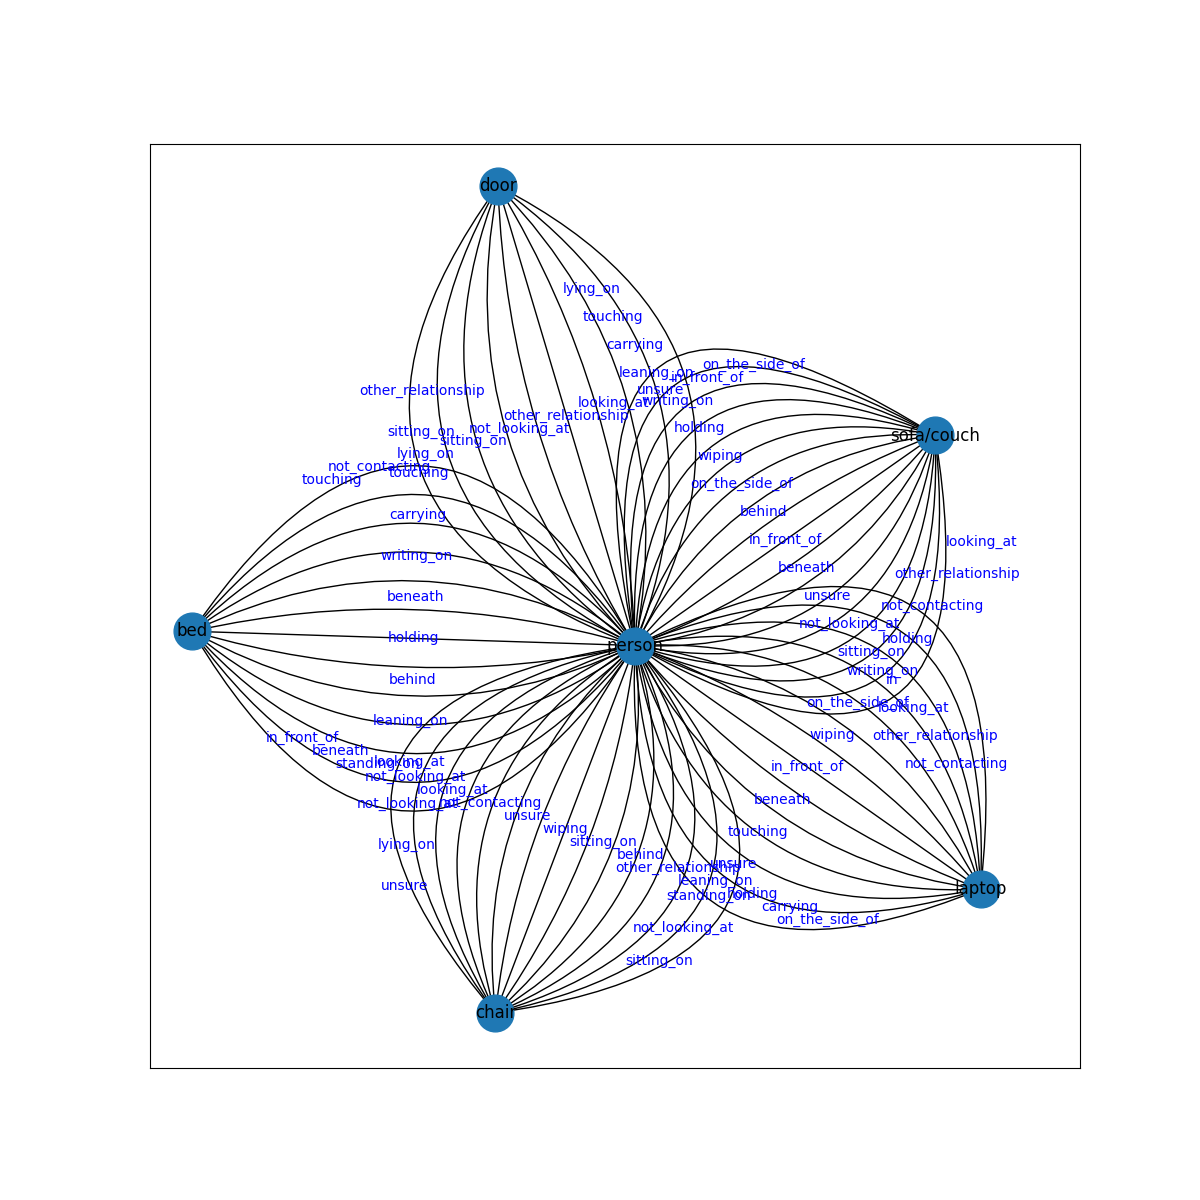 door
lying_on
touching
carrying
on_the_side_of
leaning_on
in_front_of
unsure
other_relationship
looking_at
writing_on
other_relationship
holding
not_looking_at
sitting_on
sitting_on
sofa/couch
lying_on
wiping
not_contacting
touching
touching
on_the_side_of
carrying
behind
in_front_of
looking_at
writing_on
beneath
other_relationship
beneath
unsure
not_contacting
not_looking_at
bed
holding
holding
person
sitting_on
writing_on
behind
in
on_the_side_of
looking_at
leaning_on
wiping
other_relationship
in_front_of
beneath
standing_on
looking_at
not_contacting
in_front_of
not_looking_at
looking_at
beneath
not_looking_at
not_contacting
unsure
wiping
touching
lying_on
sitting_on
behind
unsure
other_relationship
unsure
leaning_on
laptop
standing_on
holding
carrying
on_the_side_of
not_looking_at
sitting_on
chair